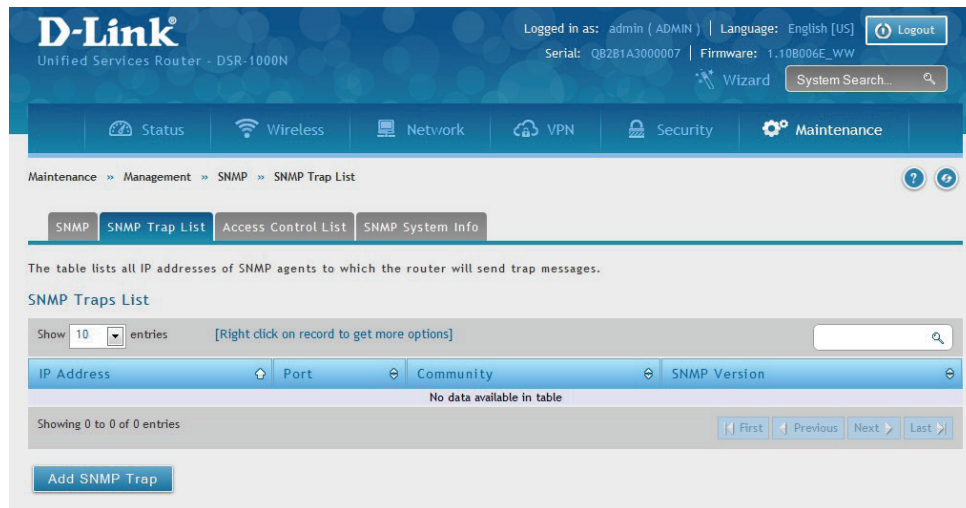 D-Link®
Unified Services Router - DSR-1000N
Logged in as: admin ( ADMIN ) | Language: English [US]
Logout
Serial: QB2B1A3000007 | Firmware: 1.10B006E_WW
Wizard
System Search...
Status
Wireless
Network
VPN
Security
Maintenance
Maintenance » Management » SNMP » SNMP Trap List
SNMP
SNMP Trap List
Access Control List
SNMP System Info
The table lists all IP addresses of SNMP agents to which the router will send trap messages.
SNMP Traps List
Show 10 entries
[Right click on record to get more options]
IP Address
Port
Community
SNMP Version
No data available in table
Showing 0 to 0 of 0 entries
First
Previous
Next
Last
Add SNMP Trap